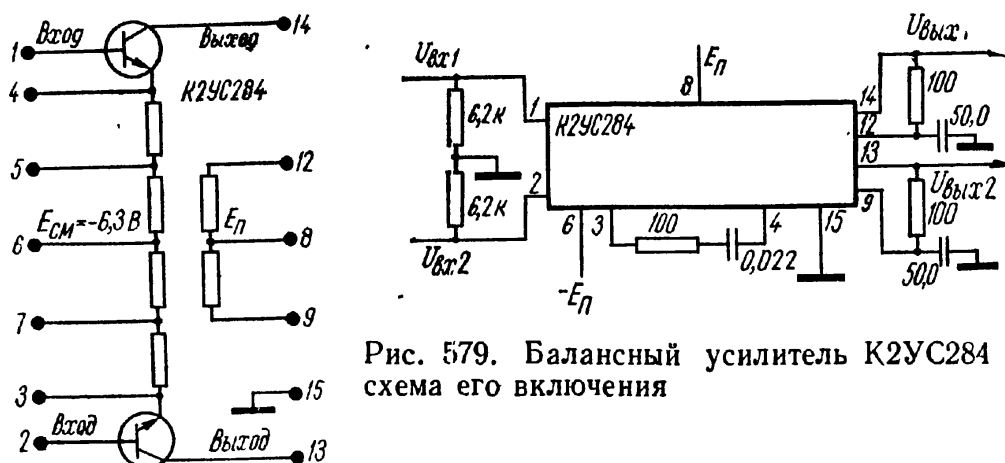 Вход
1
14
Выход
4
К2УС284
5
12
Eсм=-6,3В
Eп
6
8
7
9
3
15
Вход
2
Выход
13
Uвх1
Eп
8
Uвых1
1
6,2к
К2УС284
14
100
12
50,0
13
2
6,2к
Uвых2
9
100
6
3
100
4
15
Uвх2
0,022
50,0
-Eп
Рис. 579. Балансный усилитель К2УС284
схема его включения